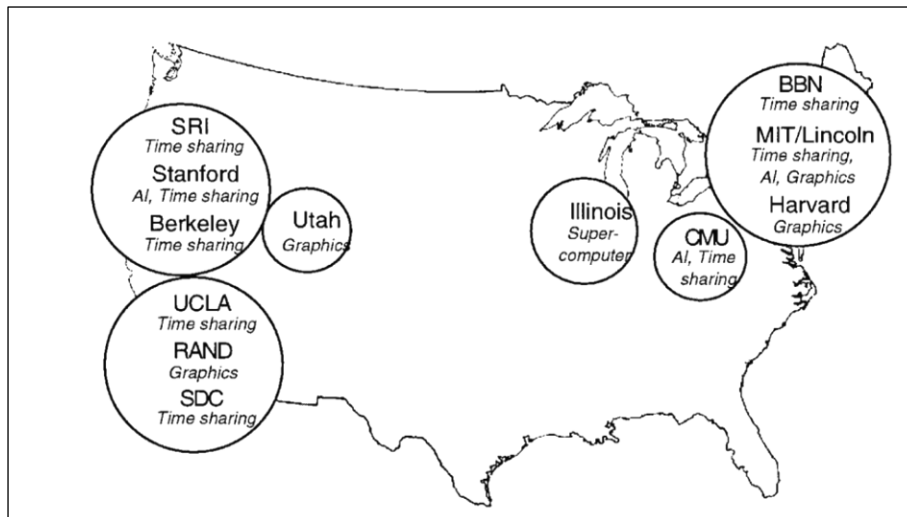 SRI
Time sharing
Stanford
AI, Time sharing
Berkeley
Time sharing
Utah
Graphics
UCLA
Time sharing
RAND
Graphics
SDC
Time sharing
Illinois
Super-
computer
CMU
AI, Time
sharing
BBN
Time sharing
MIT/Lincoln
Time sharing,
AI, Graphics
Harvard
Graphics